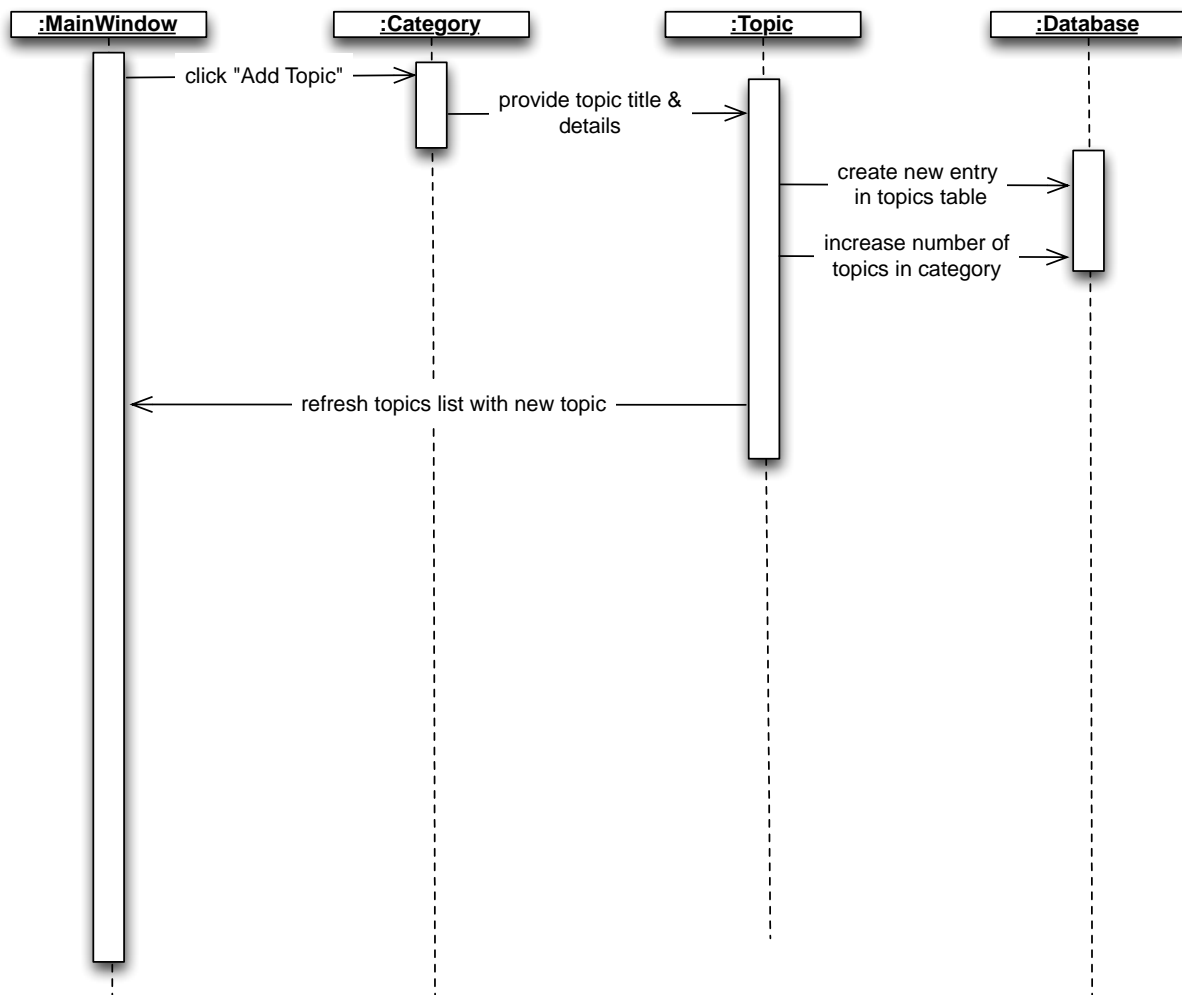 :MainWindow
:Category
:Topic
:Database
click "Add Topic"
provide topic title &
details
create new entry
in topics table
increase number of
topics in category
refresh topics list with new topic